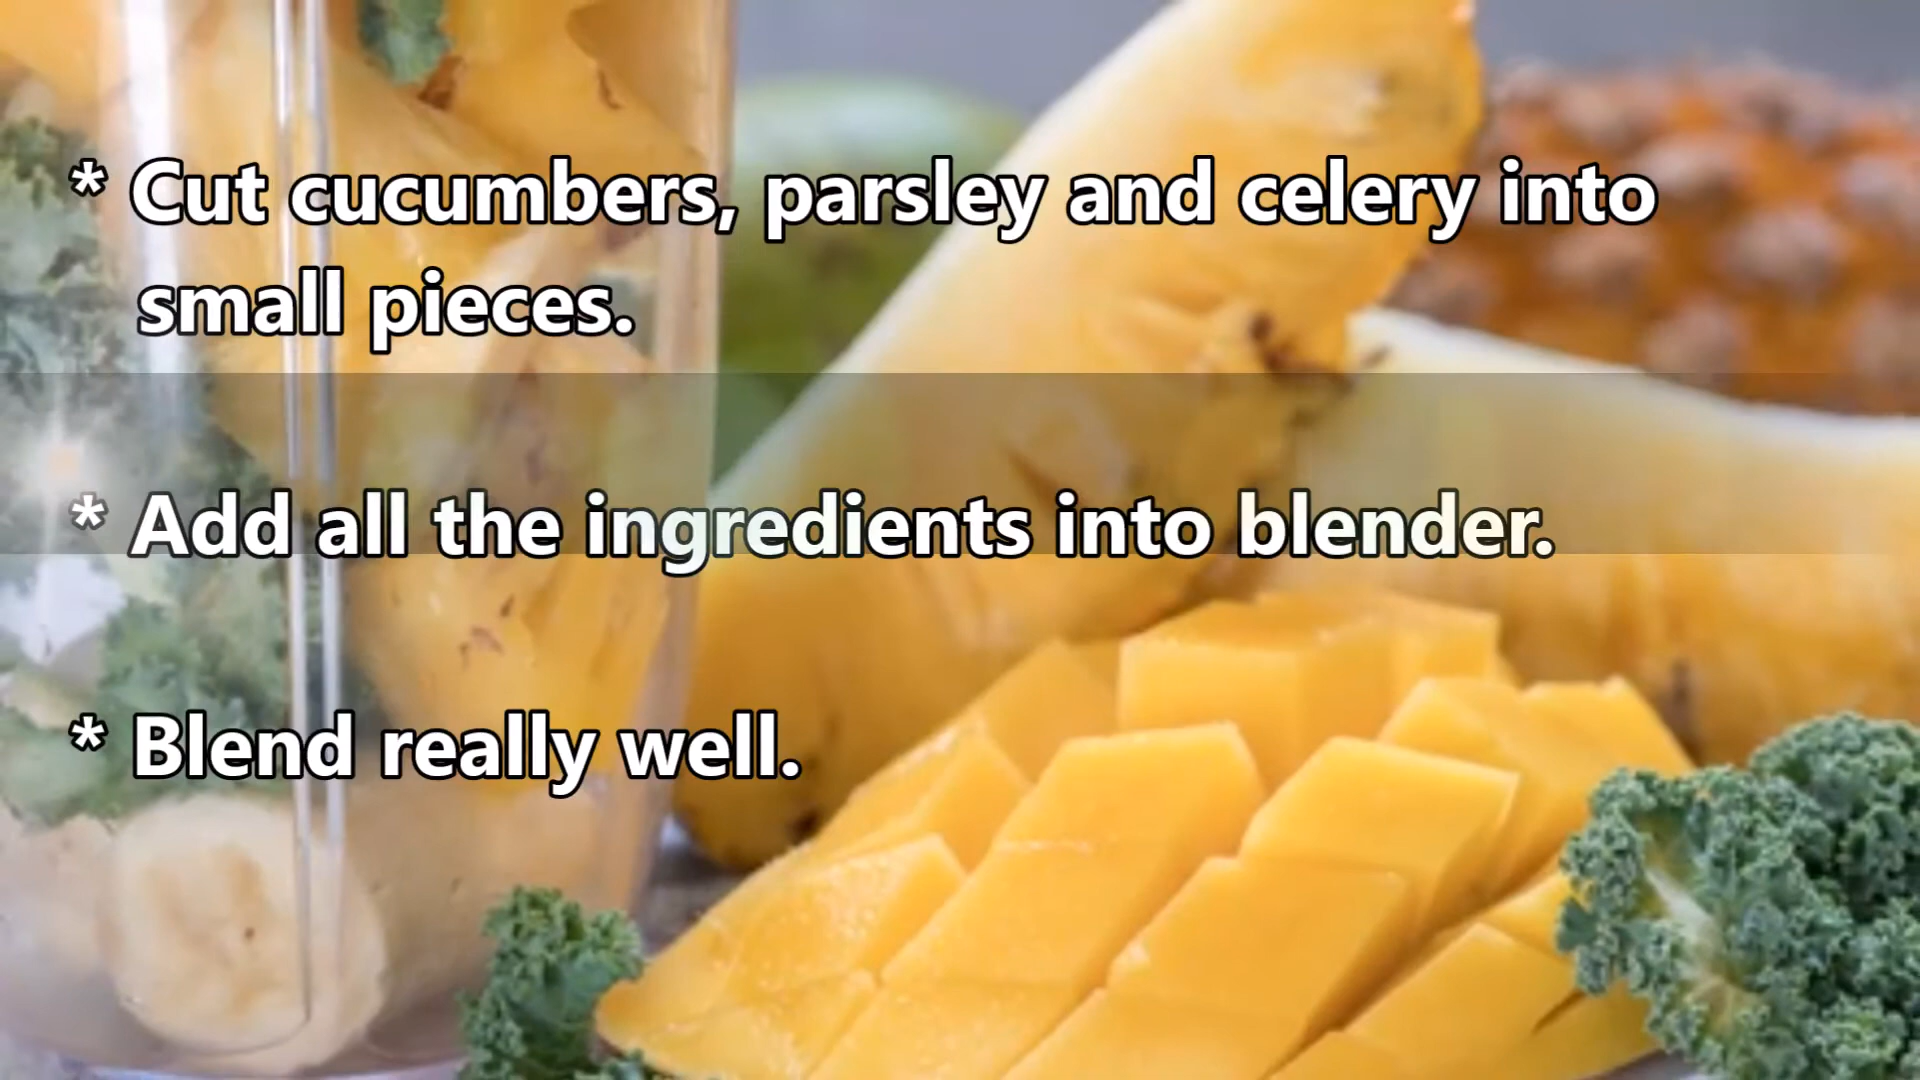 * Cut cucumbers, parsley and celery into
small pieces.
* Add all the ingredients into blender.
* Blend really well.